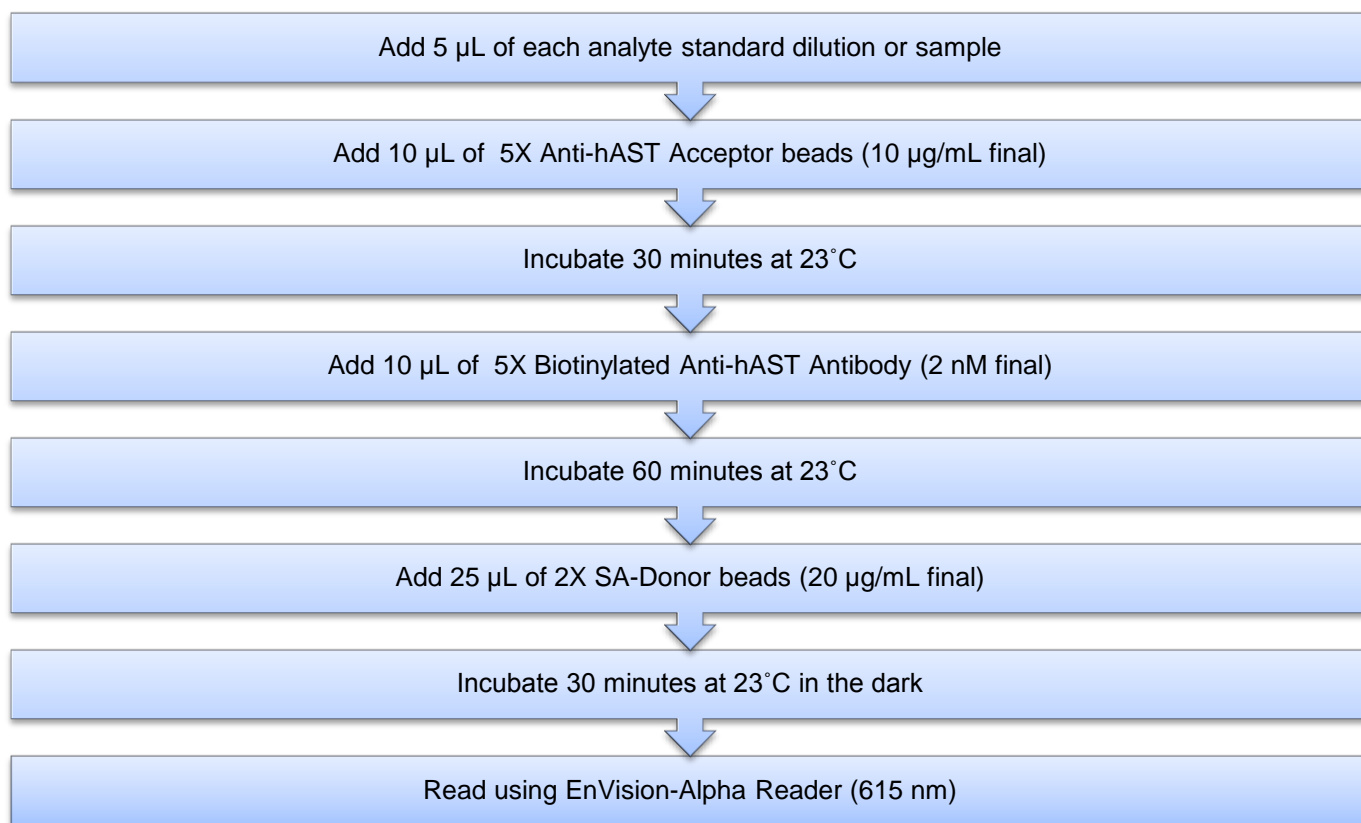 Add 5 µL of each analyte standard dilution or sample
Add 10 µL of 5X Anti-hAST Acceptor beads (10 µg/mL final)
Incubate 30 minutes at 23˚C
Add 10 µL of 5X Biotinylated Anti-hAST Antibody (2 nM final)
Incubate 60 minutes at 23˚C
Add 25 µL of 2X SA-Donor beads (20 µg/mL final)
Incubate 30 minutes at 23˚C in the dark
Read using EnVision-Alpha Reader (615 nm)